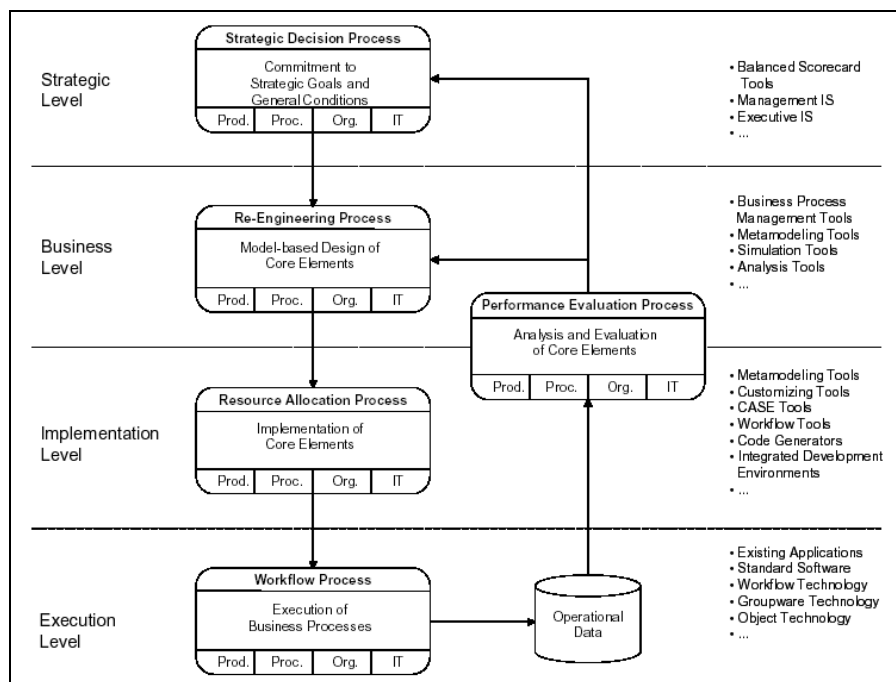 Strategic Decision Process
Strategic
Level
Commitment to
Strategic Goals and
General Conditions
Prod. Proc. Org. IT
• Balanced Scorecard
Tools
• Management IS
• Executive IS
• ...
Business
Level
Re-Engineering Process
Model-based Design of
Core Elements
Prod. Proc. Org. IT
• Business Process
Management Tools
• Metamodeling Tools
• Simulation Tools
• Analysis Tools
• ...
Performance Evaluation Process
Analysis and Evaluation
of Core Elements
Prod. Proc. Org. IT
Implementation
Level
Resource Allocation Process
Implementation of
Core Elements
Prod. Proc. Org. IT
• Metamodeling Tools
• Customizing Tools
• CASE Tools
• Workflow Tools
• Code Generators
• Integrated Development
Environments
• ...
Execution
Level
Workflow Process
Execution of
Business Processes
Prod. Proc. Org. IT
Operational
Data
• Existing Applications
• Standard Software
• Workflow Technology
• Groupware Technology
• Object Technology
• ...